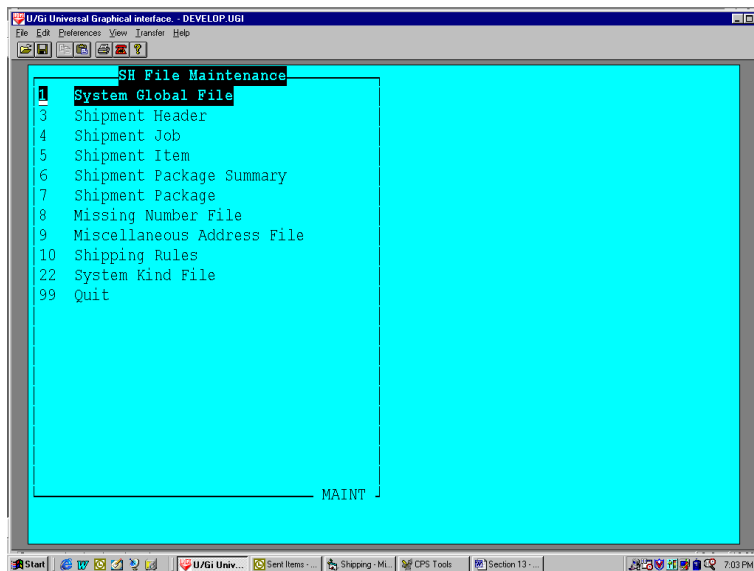 U/Gi Universal Graphical interface. - DEVELOP.UGI
File Edit Preferences View Transfer Help
SH File Maintenance
1 System Global File
3 Shipment Header
4 Shipment Job
5 Shipment Item
6 Shipment Package Summary
7 Shipment Package
8 Missing Number File
9 Miscellaneous Address File
10 Shipping Rules
22 System Kind File
99 Quit
MAINT
Start U/Gi Univ... Sent Items - ... Shipping - Mi... CPS Tools Section 13 - ... 7:03 PM